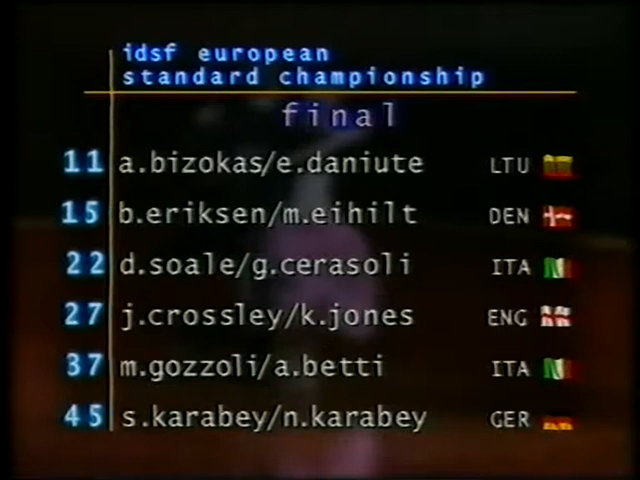 idsf european
standard championship
final
11 a.bizokas/e.daniute LTU
15 b.eriksen/m.eihilt DEN
22 d.soale/g.cerasoli ITA
27 j.crossley/k.jones ENG
37 m.gozzoli/a.betti ITA
45 s.karabey/n.karabey GER